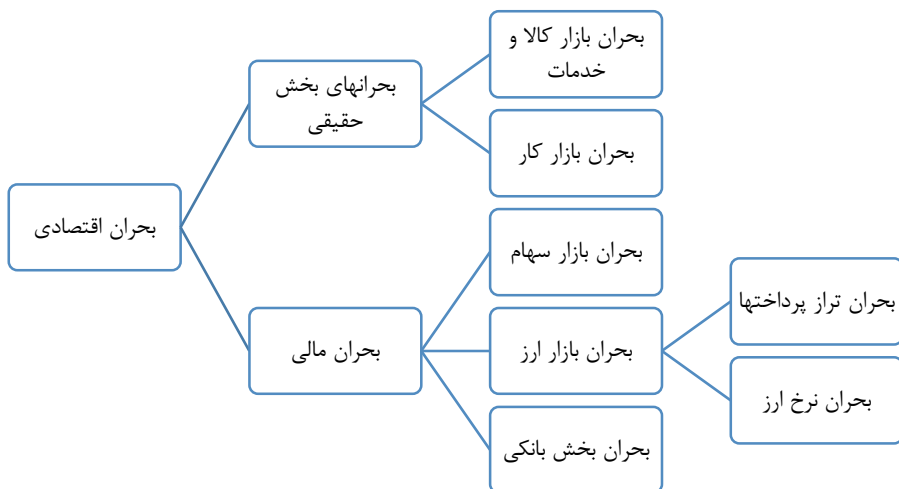 بحران اقتصادی
بحرانهای بخش
حقیقی
بحران بازار کالا و
خدمات
بحران بازار کار
بحران مالی
بحران بازار سهام
بحران بازار ارز
بحران تراز پرداختها
بحران نرخ ارز
بحران بخش بانکی